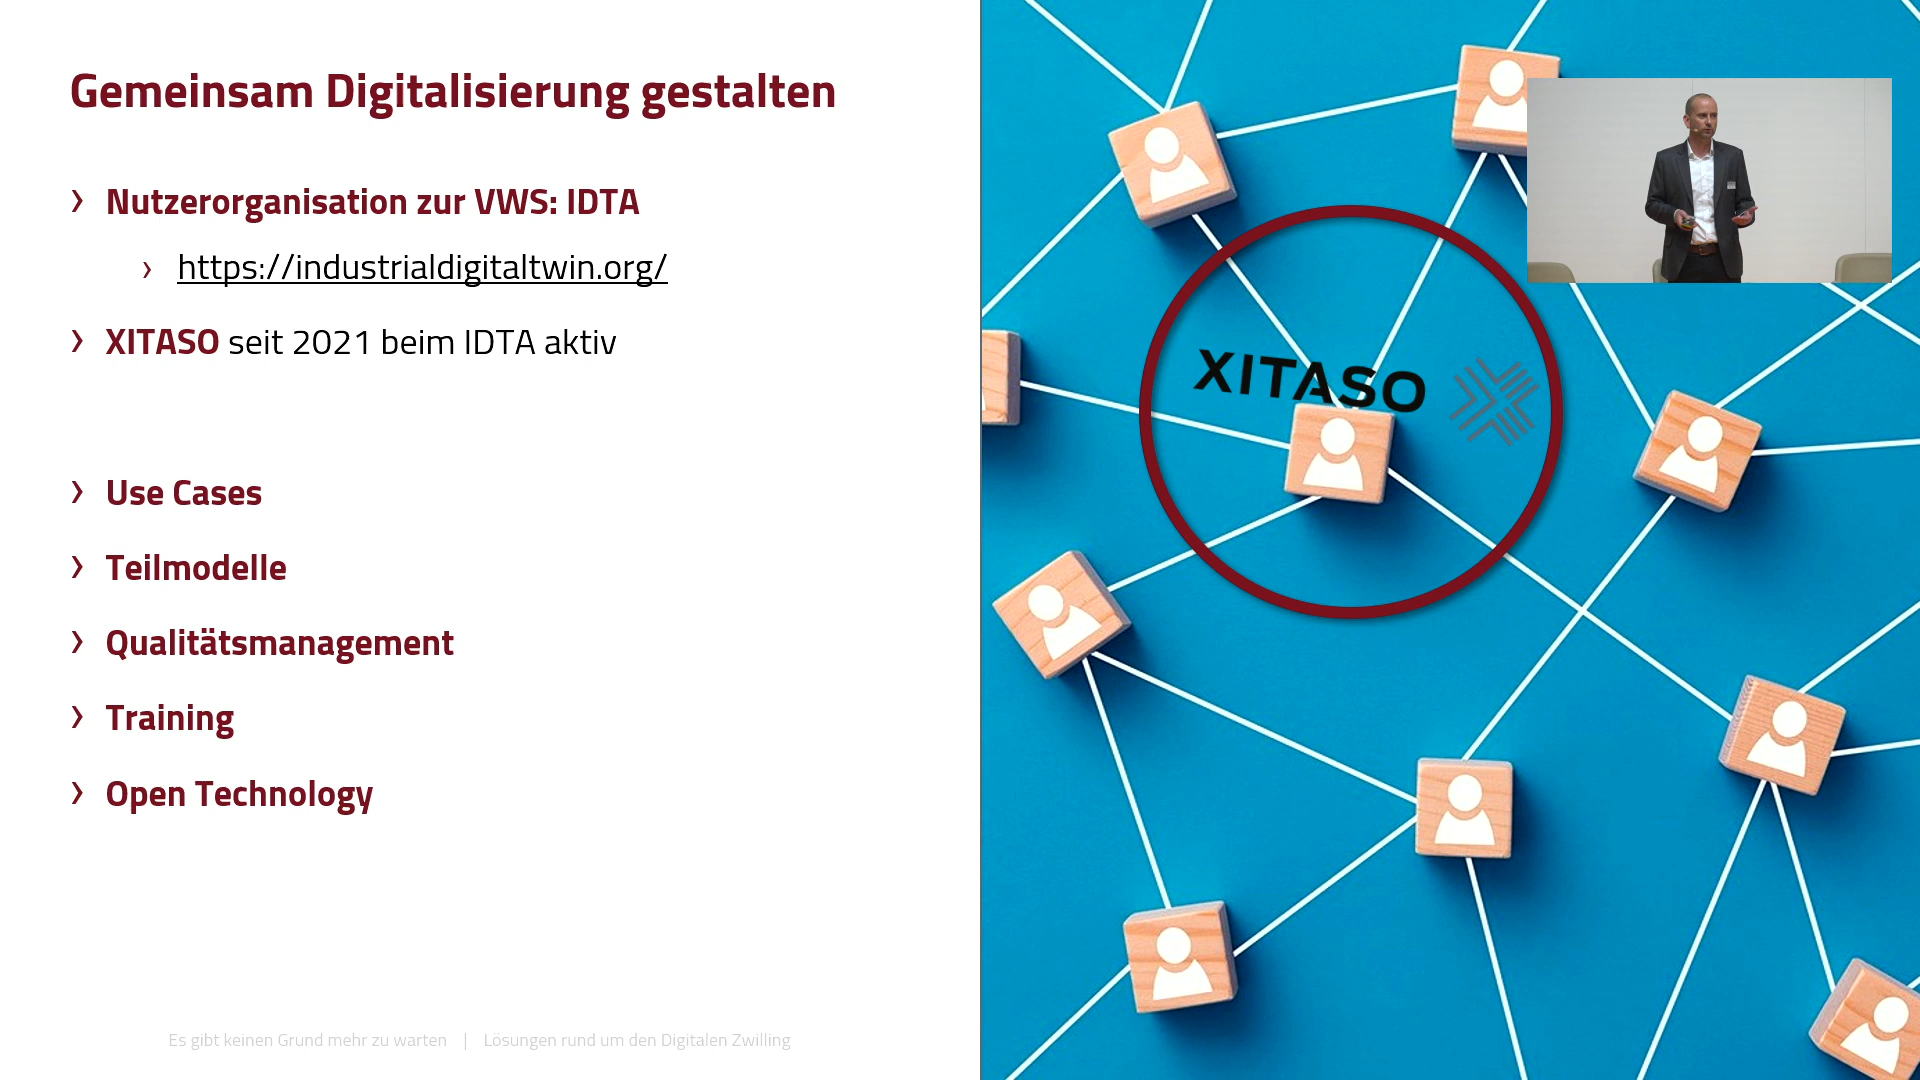 Gemeinsam Digitalisierung gestalten
› Nutzerorganisation zur VWS: IDTA
› https://industrialdigitaltwin.org/
› XITASO seit 2021 beim IDTA aktiv
› Use Cases
› Teilmodelle
› Qualitätsmanagement
› Training
› Open Technology
XITASO
Es gibt keinen Grund mehr zu warten | Lösungen rund um den Digitalen Zwilling